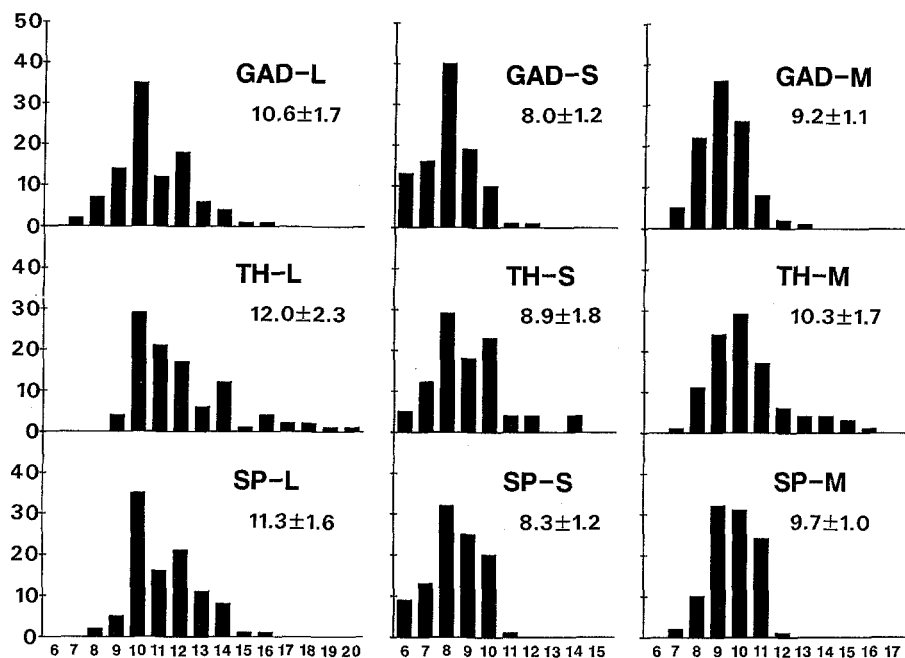 50
40
30
20
10
0
GAD-L
10.6±1.7
GAD-S
8.0±1.2
GAD-M
9.2±1.1
40
30
20
10
0
TH-L
12.0±2.3
TH-S
8.9±1.8
TH-M
10.3±1.7
40
30
20
10
0
SP-L
11.3±1.6
SP-S
8.3±1.2
SP-M
9.7±1.0
6 7 8 9 10 11 12 13 14 15 16 17 18 19 20
6 7 8 9 10 11 12 13 14 15
6 7 8 9 10 11 12 13 14 15 16 17